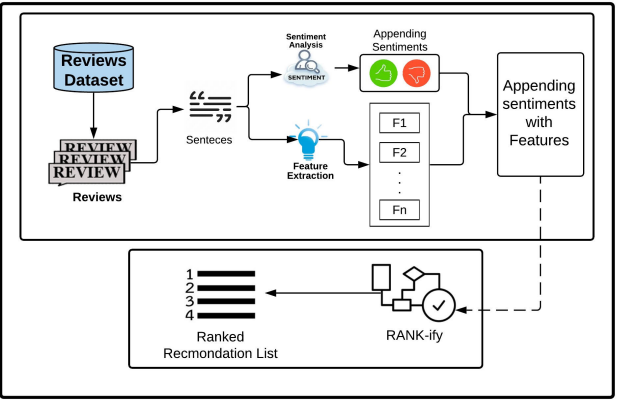 Reviews
Dataset
REVIEW
REVIEW
REVIEW
Reviews
Senteces
Sentiment
Analysis
SENTIMENT
Feature
Extraction
Appending
Sentiments
F1
F2
.
.
.
Fn
Appending
sentiments
with
Features
1
2
3
4
Ranked
Recmondation List
RANK-ify